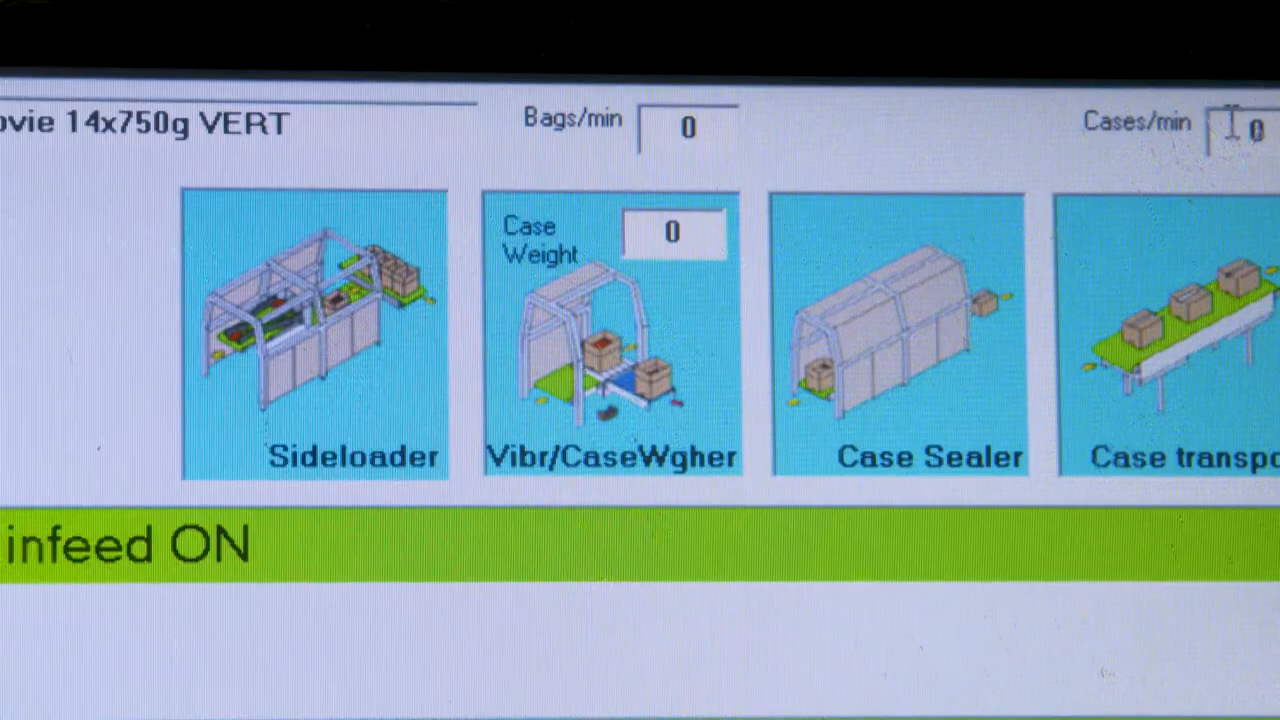 ovie 14x750g VERT
Bags/min 0
Cases/min 0
Case Weight 0
Sideloader
Vibr/CaseWgher
Case Sealer
Case transpo
infeed ON